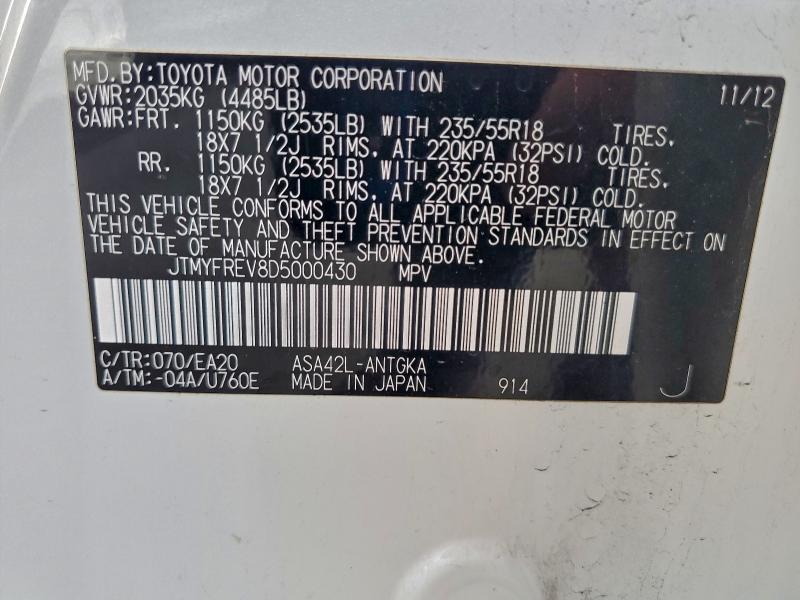 MFD.BY:TOYOTA MOTOR CORPORATION 11/12
GVWR:2035KG (4485LB)
GAWR:FRT. 1150KG (2535LB) WITH 235/55R18 TIRES.
18X7 1/2J RIMS, AT 220KPA (32PSI) COLD.
RR. 1150KG (2535LB) WITH 235/55R18 TIRES.
18X7 1/2J RIMS, AT 220KPA (32PSI) COLD.
THIS VEHICLE CONFORMS TO ALL APPLICABLE FEDERAL MOTOR
VEHICLE SAFETY AND THEFT PREVENTION STANDARDS IN EFFECT ON
THE DATE OF MANUFACTURE SHOWN ABOVE.
JTMYFREV8D5000430 MPV
C/TR:070/EA20 ASA42L-ANTGKA
A/TM:-04A/U760E MADE IN JAPAN 914 J